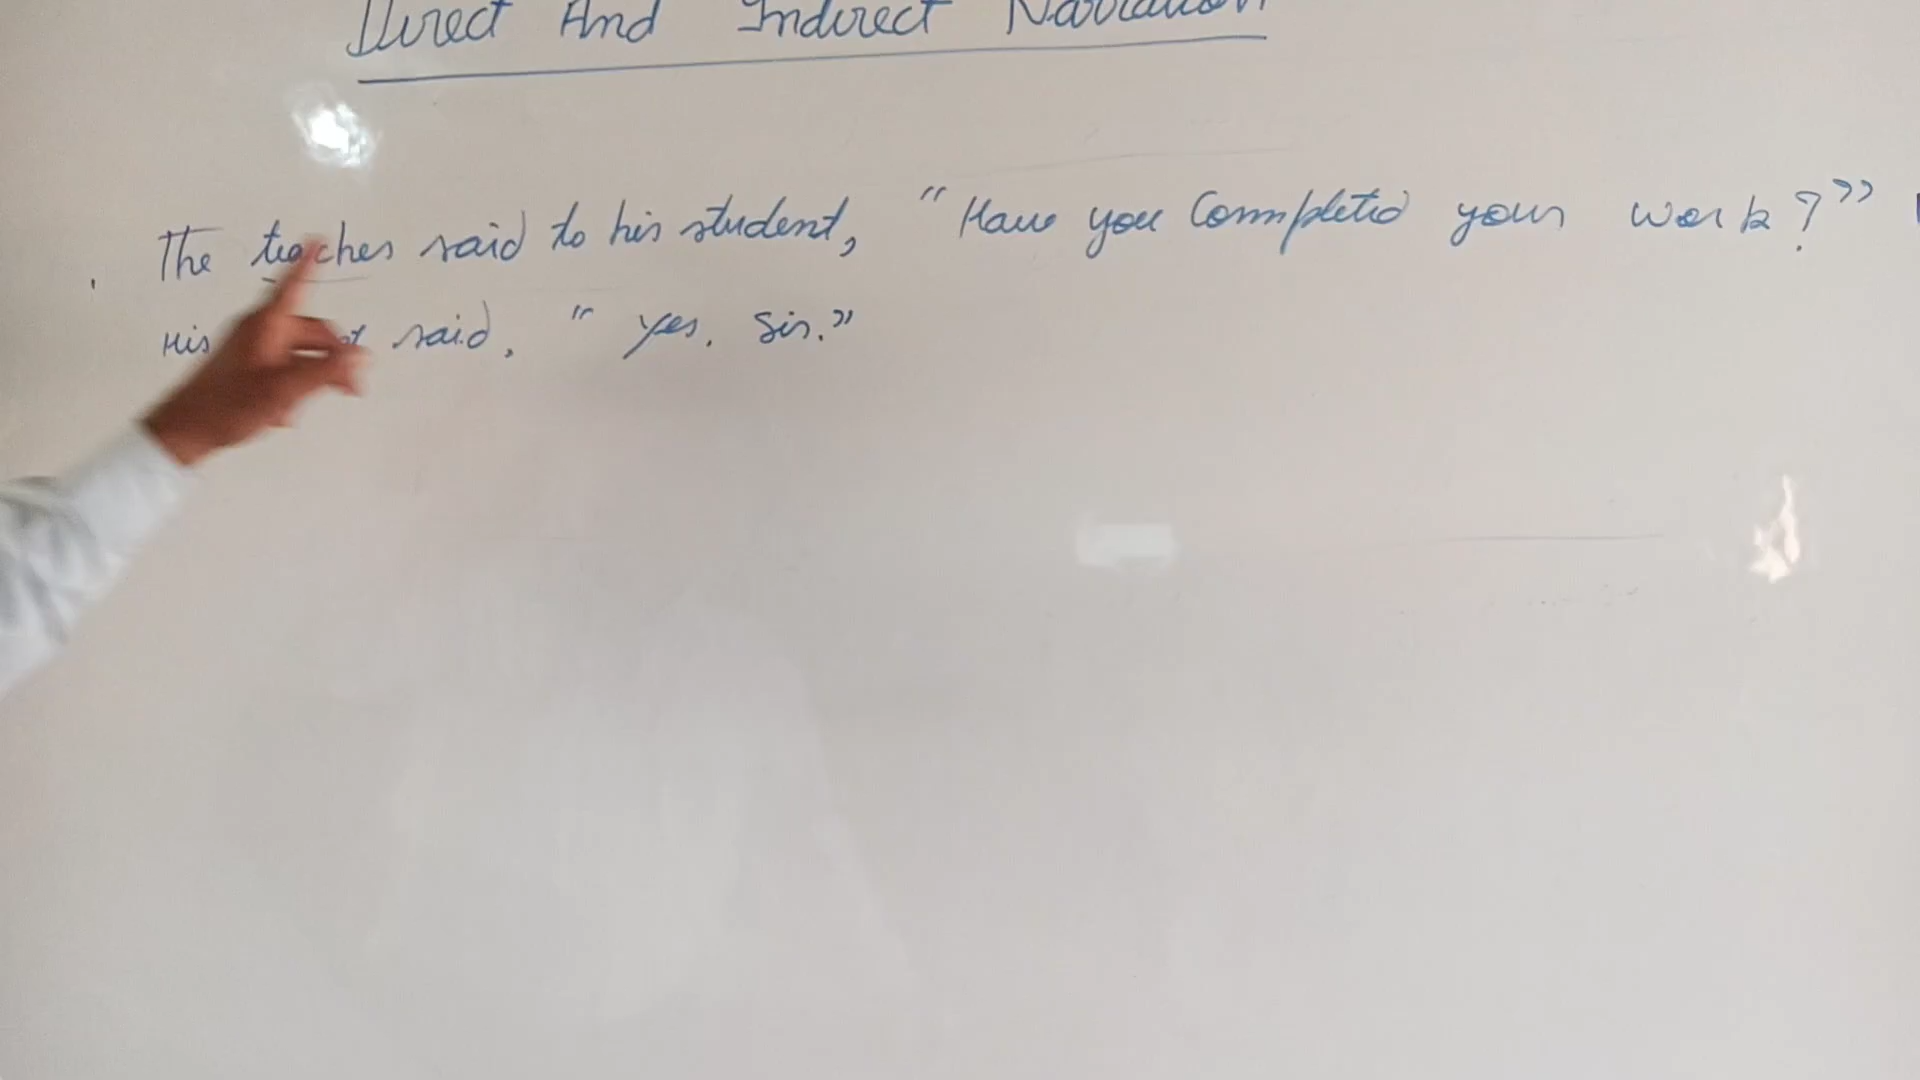 Direct And Indirect Narration
The teacher said to his student, "Have you Completed your work?"
His said, "Yes, Sir."